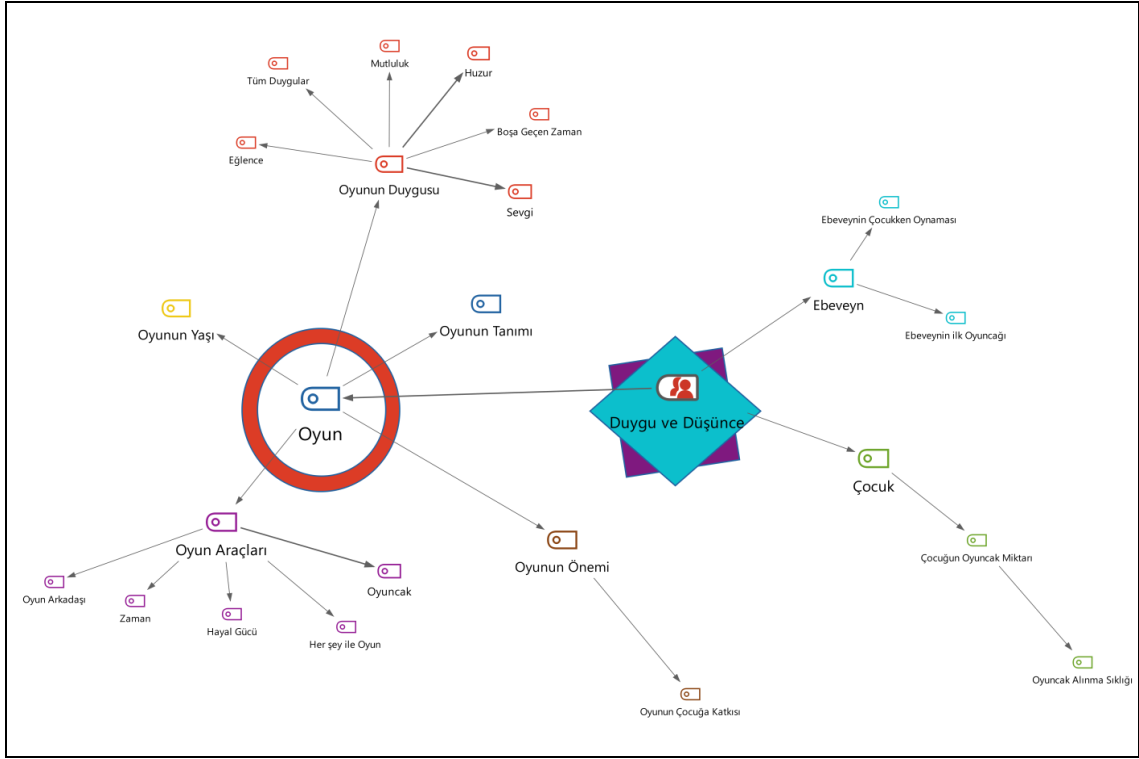 Mutluluk
Huzur
Tüm Duygular
Boşa Geçen Zaman
Eğlence
Oyunun Duygusu
Sevgi
Ebeveynin Çocukken Oynaması
Ebeveyn
Oyunun Yaşı
Oyunun Tanımı
Ebeveynin ilk Oyuncağı
Oyun
Duygu ve Düşünce
Çocuk
Oyun Araçları
Oyunun Önemi
Çocuğun Oyuncak Miktarı
Oyuncak
Oyun Arkadaşı
Zaman
Hayal Gücü
Her şey ile Oyun
Oyuncak Alınma Sıklığı
Oyunun Çocuğa Katkısı